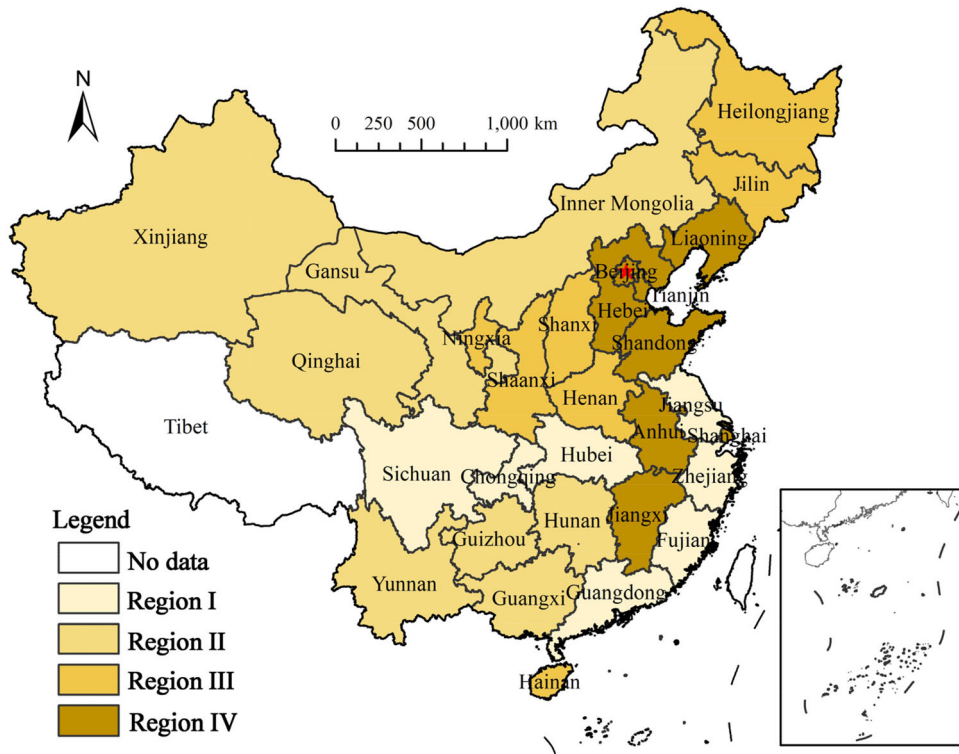 N
0 250 500 1,000 km
Heilongjiang
Jilin
Inner Mongolia
Liaoning
Xinjiang
Gansu
Beijing
Tianjin
Hebei
Shanxi
Ningxia
Shandong
Qinghai
Shaanxi
Henan
Jiangsu
Tibet
Anhui
Shanghai
Hubei
Sichuan
Chongqing
Zhejiang
Hunan
Jiangxi
Guizhou
Fujian
Yunnan
Guangxi
Guangdong
Hainan
Legend
No data
Region I
Region II
Region III
Region IV